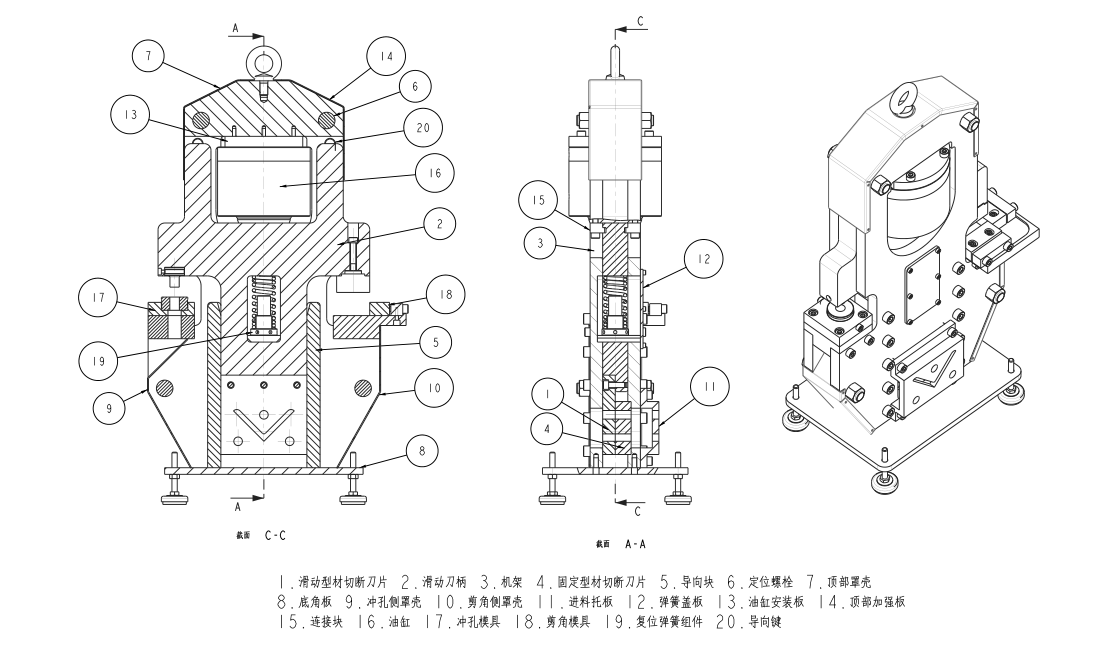 A
C
7
14
6
13
20
16
15
2
3
12
17
18
19
5
9
10
1
11
4
8
A
C
截面 C-C
截面 A-A
1. 滑动型材切断刀片 2. 滑动刀柄 3. 机架 4. 固定型材切断刀片 5. 导向块 6. 定位螺栓 7. 顶部罩壳
8. 底角板 9. 冲孔侧罩壳 10. 剪角侧罩壳 11. 进料托板 12. 弹簧盖板 13. 油缸安装板 14. 顶部加强板
15. 连接块 16. 油缸 17. 冲孔模具 18. 剪角模具 19. 复位弹簧组件 20. 导向键